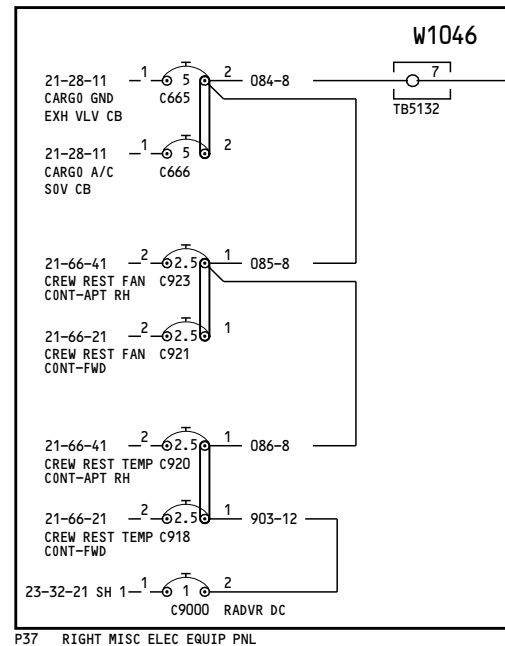 W1046
21-28-11 1 5 2 084-8 7
CARGO GND C665 TB5132
EXH VLV CB
21-28-11 1 5 2
CARGO A/C C666
SOV CB
21-66-41 2 2.5 1 085-8
CREW REST FAN C923
CONT-APT RH
21-66-21 2 2.5 1
CREW REST FAN C921
CONT-FWD
21-66-41 2 2.5 1 086-8
CREW REST TEMP C920
CONT-APT RH
21-66-21 2 2.5 1 903-12
CREW REST TEMP C918
CONT-FWD
23-32-21 SH 1 1 1 2
C9000 RADVR DC
P37 RIGHT MISC ELEC EQUIP PNL